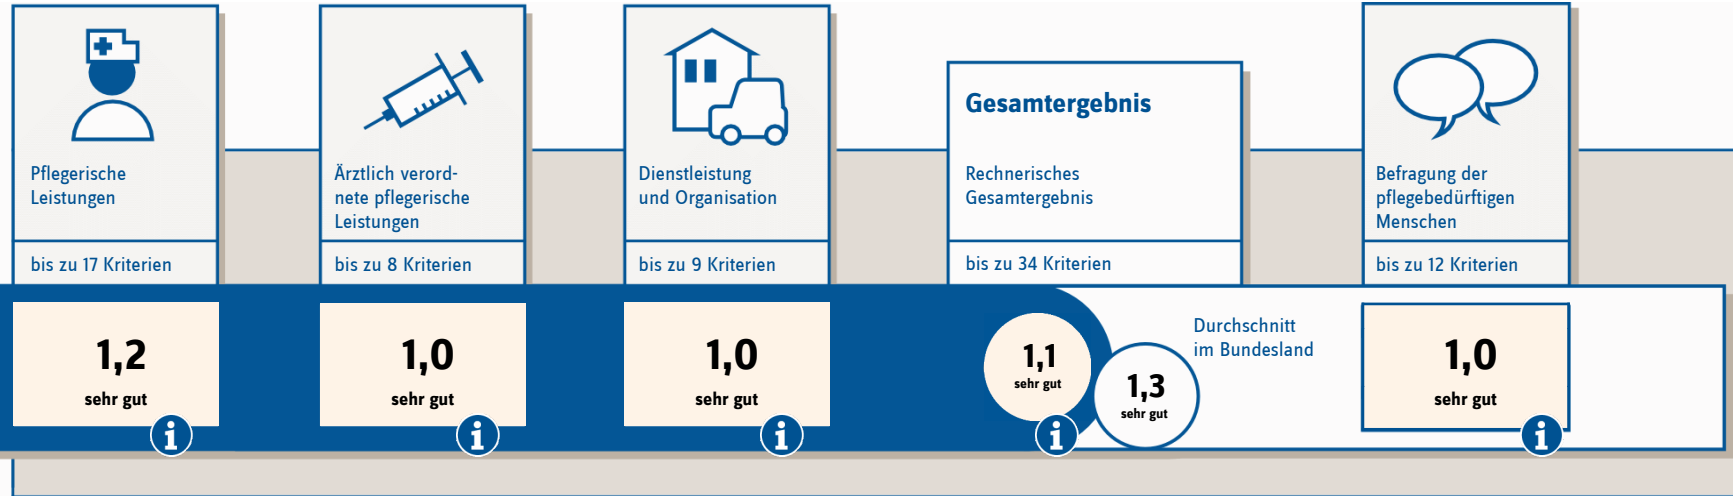 Pflegerische
Leistungen
bis zu 17 Kriterien
1,2
sehr gut
i
Ärztlich verord-
nete pflegerische
Leistungen
bis zu 8 Kriterien
1,0
sehr gut
i
Dienstleistung
und Organisation
bis zu 9 Kriterien
1,0
sehr gut
i
Gesamtergebnis
Rechnerisches
Gesamtergebnis
bis zu 34 Kriterien
1,1
sehr gut
i
Durchschnitt
im Bundesland
1,3
sehr gut
Befragung der
pflegebedürftigen
Menschen
bis zu 12 Kriterien
1,0
sehr gut
i